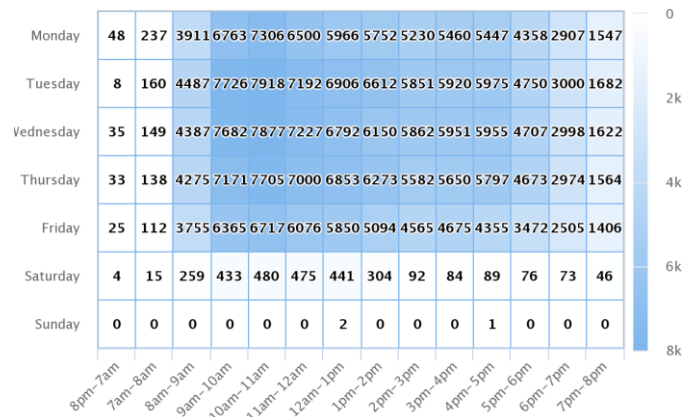 Monday 48 237 3911 6763 7306 6500 5966 5752 5230 5460 5447 4358 2907 1547
Tuesday 8 160 4487 7726 7918 7192 6906 6612 5851 5920 5975 4750 3000 1682
Vednesday 35 149 4387 7682 7877 7227 6792 6150 5862 5951 5955 4707 2998 1622
Thursday 33 138 4275 7171 7705 7000 6853 6273 5582 5650 5797 4673 2974 1564
Friday 25 112 3755 6365 6717 6076 5850 5094 4565 4675 4355 3472 2505 1406
Saturday 4 15 259 433 480 475 441 304 92 84 89 76 73 46
Sunday 0 0 0 0 0 0 2 0 0 0 1 0 0 0
8pm-7am 7am-8am 8am-9am 9am-10am 10am-11am 11am-12am 12am-1pm 1pm-2pm 2pm-3pm 3pm-4pm 4pm-5pm 5pm-6pm 6pm-7pm 7pm-8pm
0
2k
4k
6k
8k